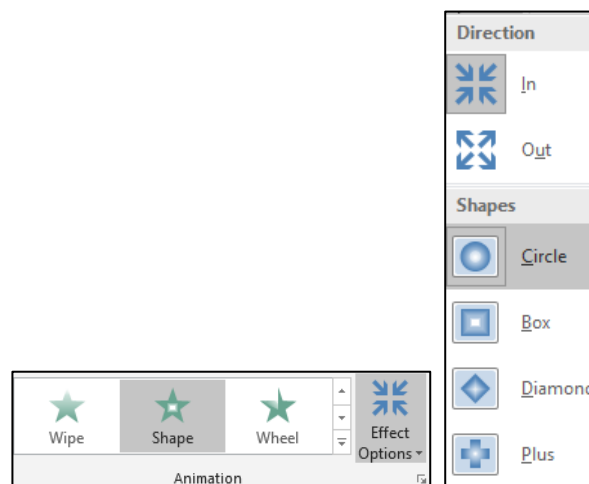 Direction
In
Out
Shapes
Circle
Box
Diamond
Plus
Wipe
Shape
Wheel
Effect
Options
Animation